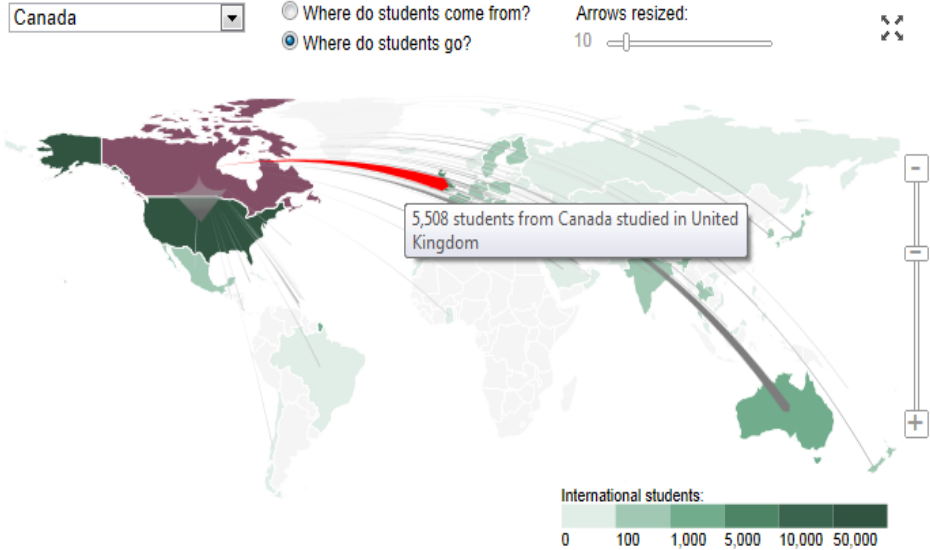 Canada
Where do students come from?
Where do students go?
Arrows resized:
10
5,508 students from Canada studied in United
Kingdom
International students:
0 100 1,000 5,000 10,000 50,000